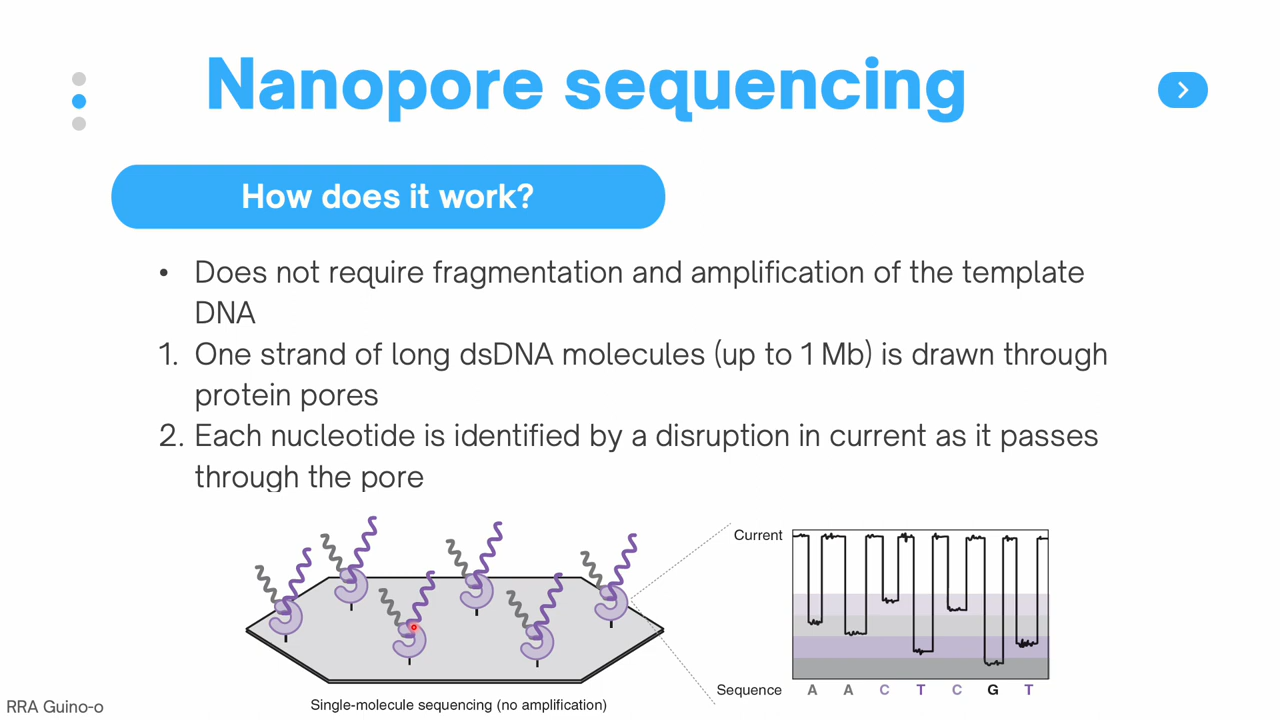 Nanopore sequencing
How does it work?
• Does not require fragmentation and amplification of the template
DNA
1. One strand of long dsDNA molecules (up to 1 Mb) is drawn through
protein pores
2. Each nucleotide is identified by a disruption in current as it passes
through the pore
Current
Sequence A A C T C G T
Single-molecule sequencing (no amplification)
RRA Guino-o